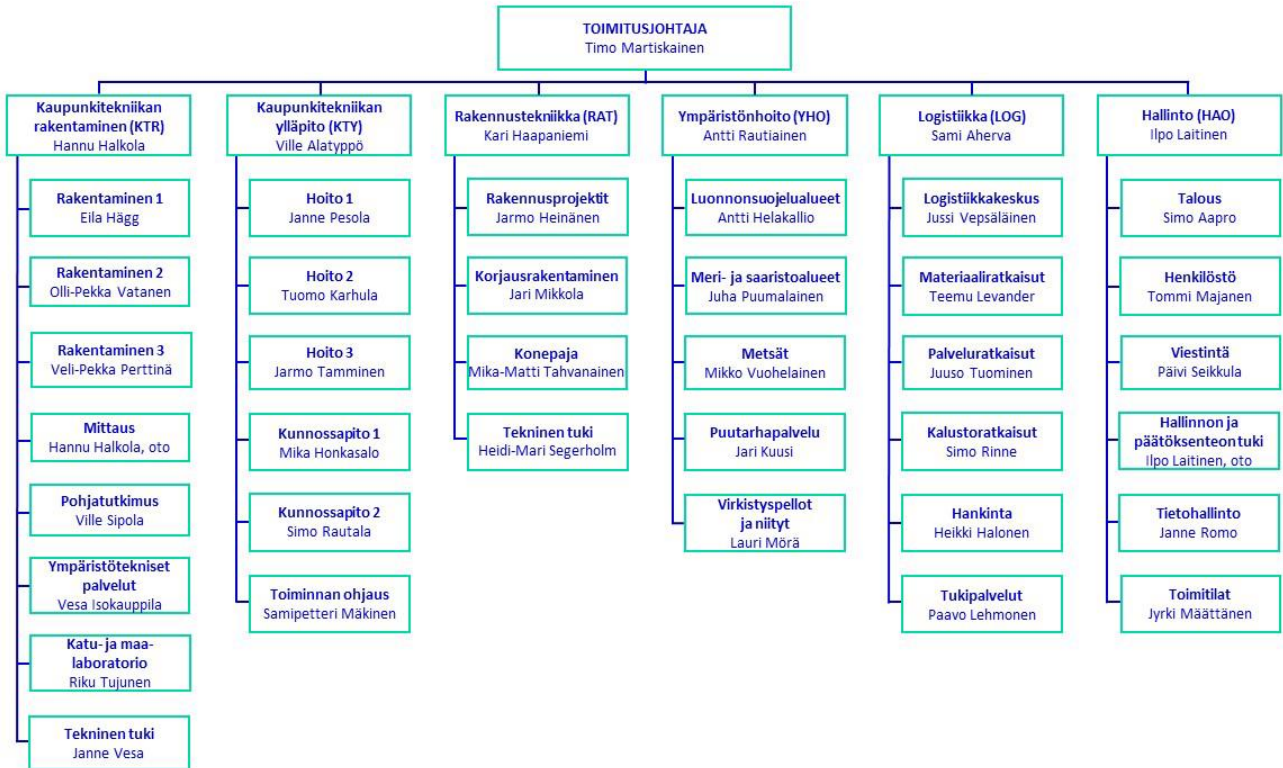 TOIMITUSJOHTAJA
Timo Martiskainen
Kaupunkitekniikan
rakentaminen (KTR)
Hannu Halkola
Rakentaminen 1
Eila Hägg
Rakentaminen 2
Olli-Pekka Vatanen
Rakentaminen 3
Veli-Pekka Perttinä
Mittaus
Hannu Halkola, oto
Pohjatutkimus
Ville Sipola
Ympäristötekniset
palvelut
Vesa Isokauppila
Katu- ja maa-
laboratorio
Riku Tujunen
Tekninen tuki
Janne Vesa
Kaupunkitekniikan
ylläpito (KTY)
Ville Alatyppö
Hoito 1
Janne Pesola
Hoito 2
Tuomo Karhula
Hoito 3
Jarmo Tamminen
Kunnossapito 1
Mika Honkasalo
Kunnossapito 2
Simo Rautala
Toiminnan ohjaus
Samipetteri Mäkinen
Rakennustekniikka (RAT)
Kari Haapaniemi
Rakennusprojektit
Jarmo Heinänen
Korjausrakentaminen
Jari Mikkola
Konepaja
Mika-Matti Tahvanainen
Tekninen tuki
Heidi-Mari Segerholm
Ympäristönhoito (YHO)
Antti Rautiainen
Luonnonsuojelualueet
Antti Helakallio
Meri- ja saaristoalueet
Juha Puumalainen
Metsät
Mikko Vuohelainen
Puutarhapalvelu
Jari Kuusi
Virkistyspellot
ja niityt
Lauri Mörä
Logistiikka (LOG)
Sami Aherva
Logistiikkakeskus
Jussi Vepsäläinen
Materiaaliratkaisut
Teemu Levander
Palveluratkaisut
Juuso Tuominen
Kalustoratkaisut
Simo Rinne
Hankinta
Heikki Halonen
Tukipalvelut
Paavo Lehmonen
Hallinto (HAO)
Ilpo Laitinen
Talous
Simo Aapro
Henkilöstö
Tommi Majanen
Viestintä
Päivi Seikkula
Hallinnon ja
päätöksenteon tuki
Ilpo Laitinen, oto
Tietohallinto
Janne Romo
Toimitilat
Jyrki Määttänen